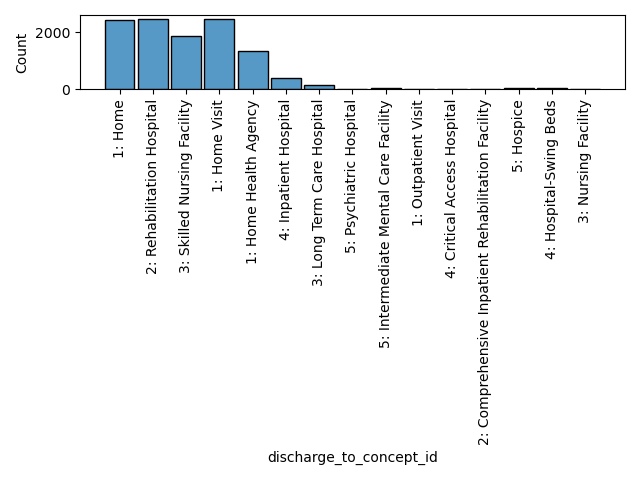 Count
2000
0
1: Home
2: Rehabilitation Hospital
3: Skilled Nursing Facility
1: Home Visit
1: Home Health Agency
4: Inpatient Hospital
3: Long Term Care Hospital
5: Psychiatric Hospital
5: Intermediate Mental Care Facility
1: Outpatient Visit
4: Critical Access Hospital
2: Comprehensive Inpatient Rehabilitation Facility
5: Hospice
4: Hospital-Swing Beds
3: Nursing Facility
discharge_to_concept_id